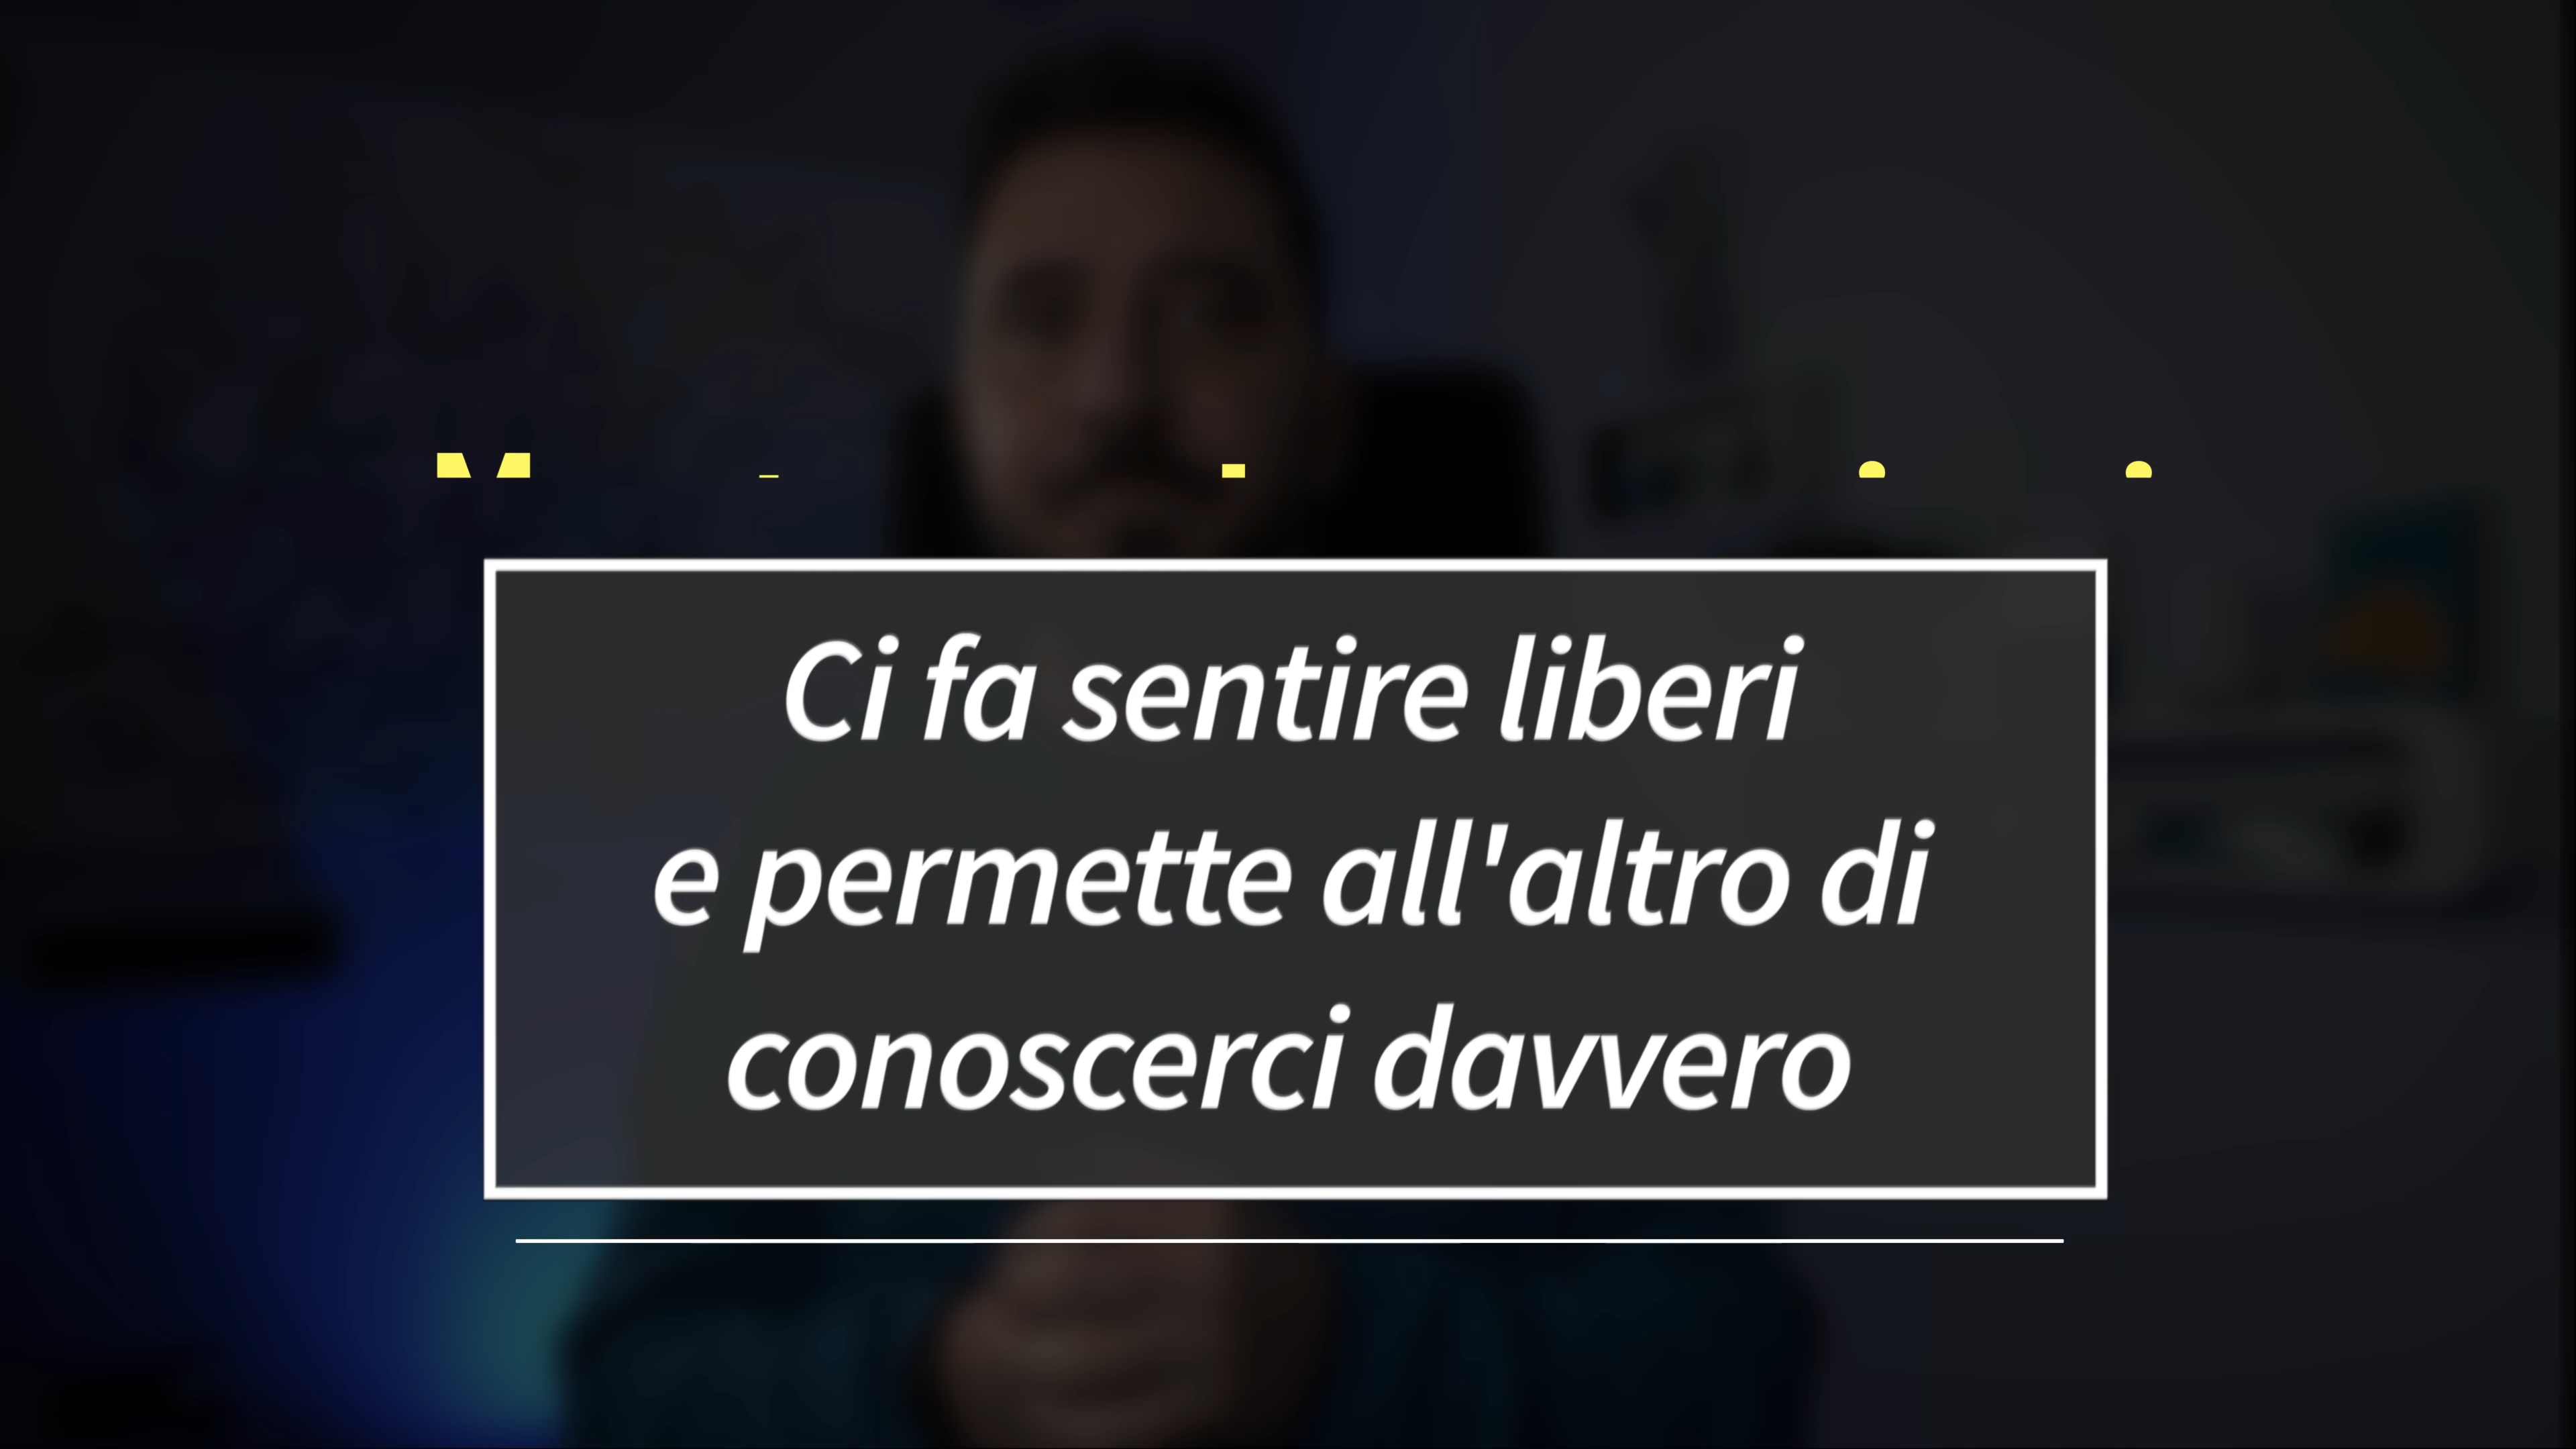 Ci fa sentire liberi
e permette all'altro di
conoscerci davvero